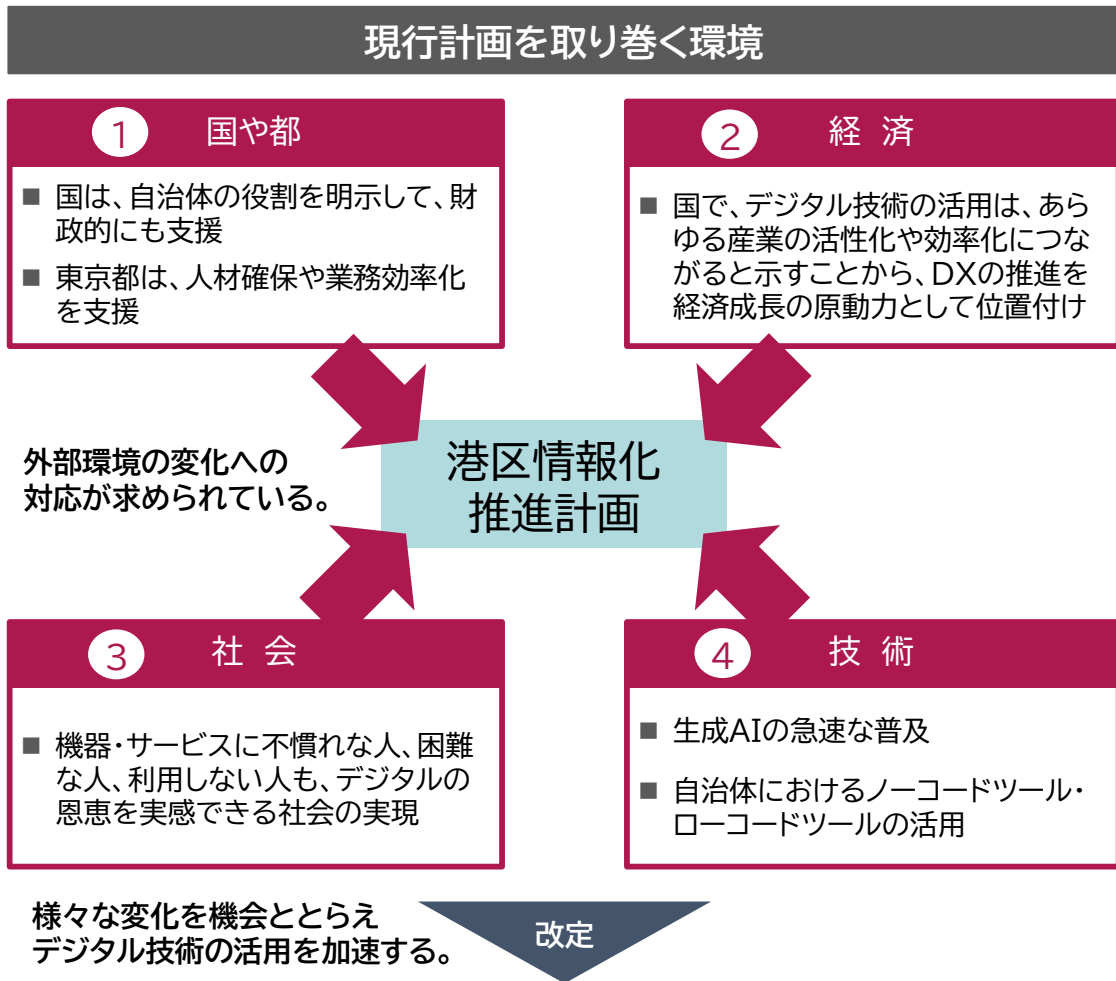 現行計画を取り巻く環境
1 国や都
■ 国は、自治体の役割を明示して、財
政的にも支援
■ 東京都は、人材確保や業務効率化
を支援
2 経 済
■ 国で、デジタル技術の活用は、あら
ゆる産業の活性化や効率化につな
がると示すことから、DXの推進を
経済成長の原動力として位置付け
外部環境の変化への
対応が求められている。
港区情報化
推進計画
3 社 会
■ 機器・サービスに不慣れな人、困難
な人、利用しない人も、デジタルの
恩恵を実感できる社会の実現
4 技 術
■ 生成AIの急速な普及
■ 自治体におけるノーコードツール・
ローコードツールの活用
様々な変化を機会ととらえ
デジタル技術の活用を加速する。
改定